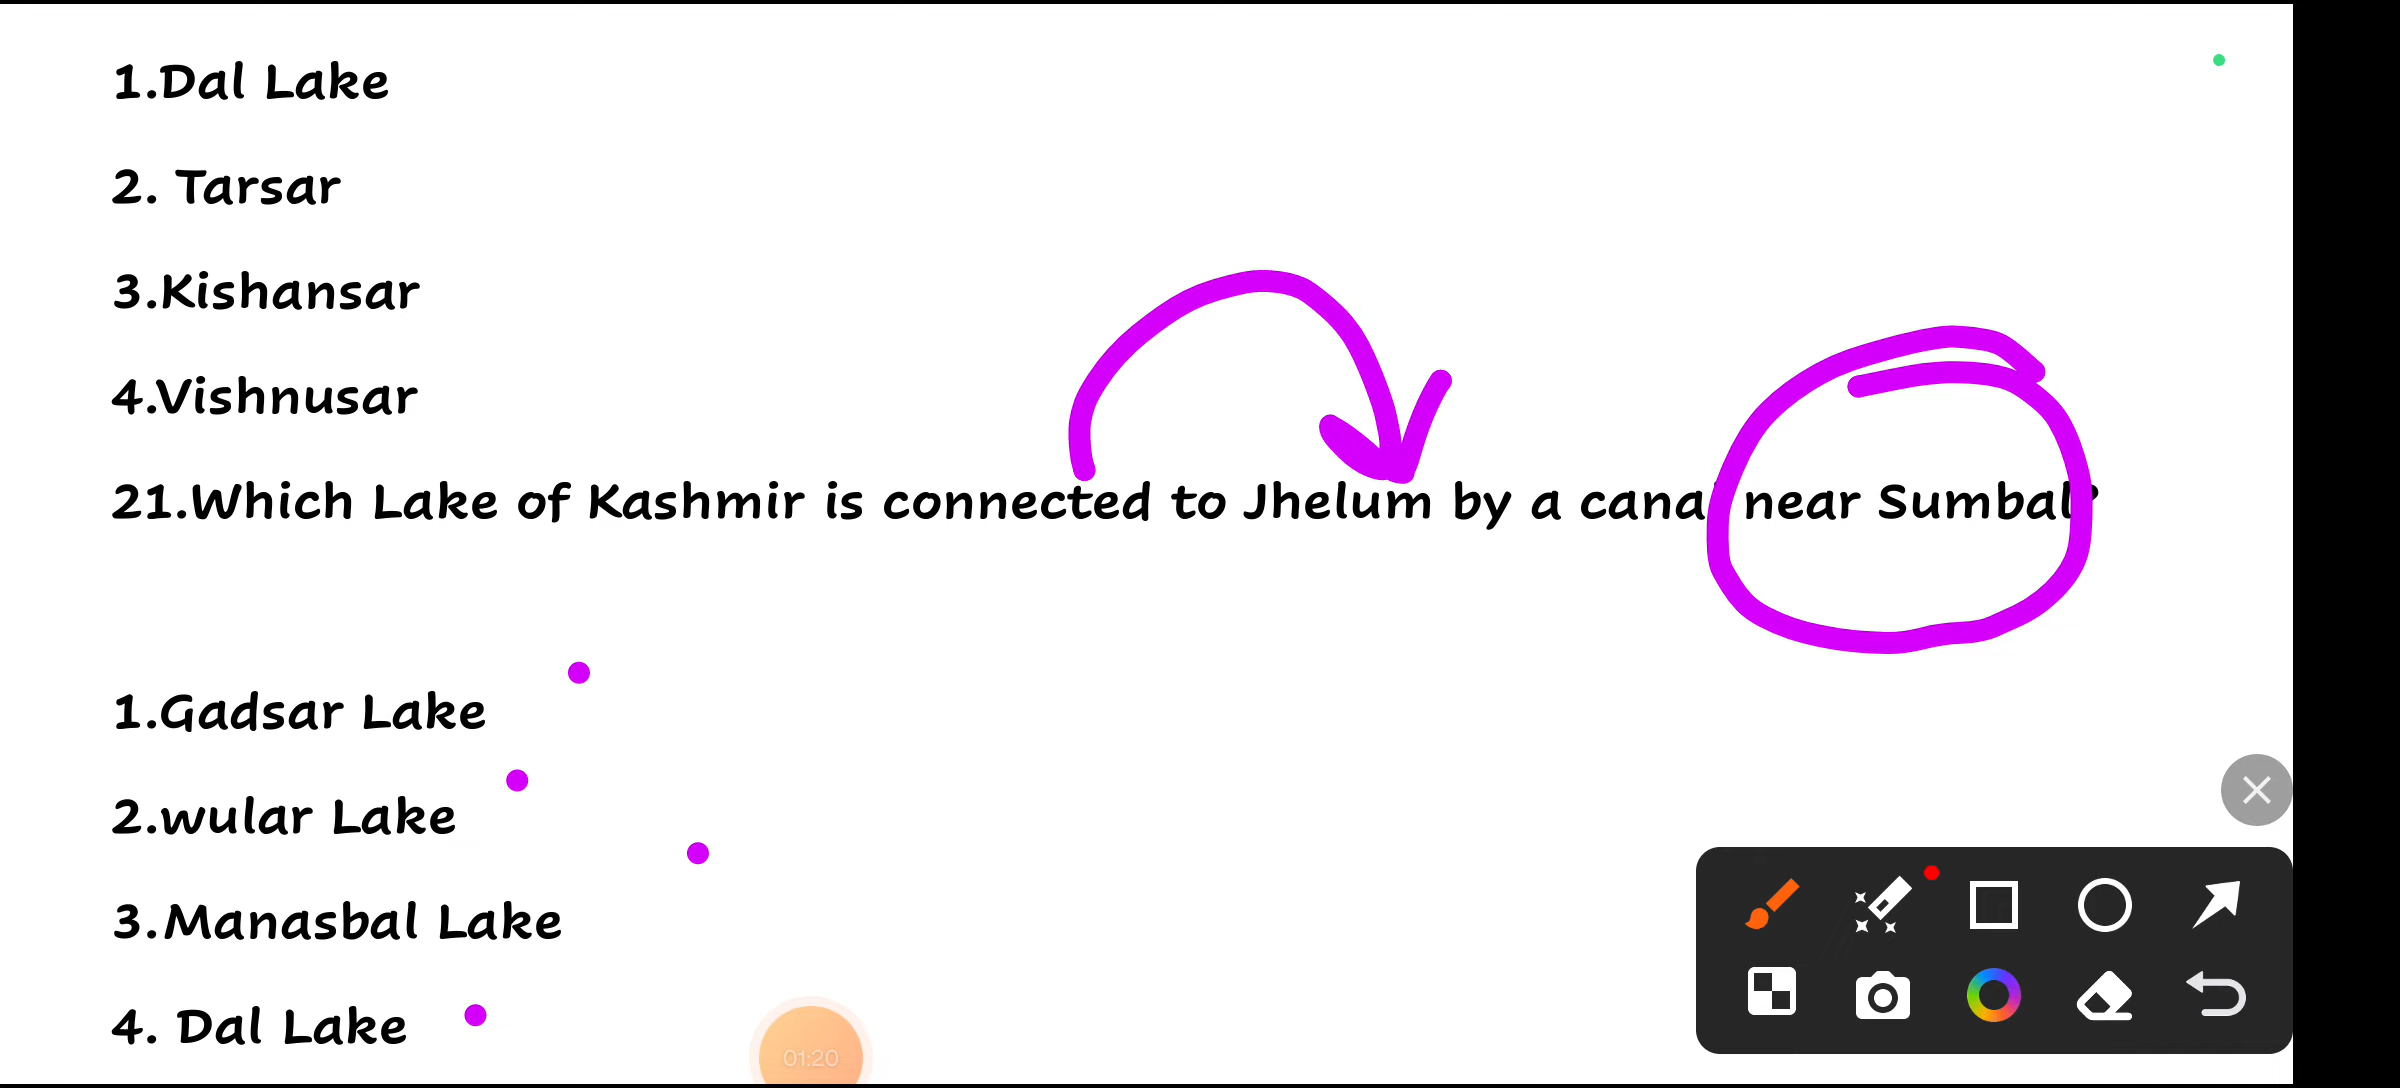 1.Dal Lake
2. Tarsar
3.Kishansar
4.Vishnusar
21.Which Lake of Kashmir is connected to Jhelum by a canal near Sumbal?
1.Gadsar Lake
2.wular Lake
3.Manasbal Lake
4. Dal Lake
01:20